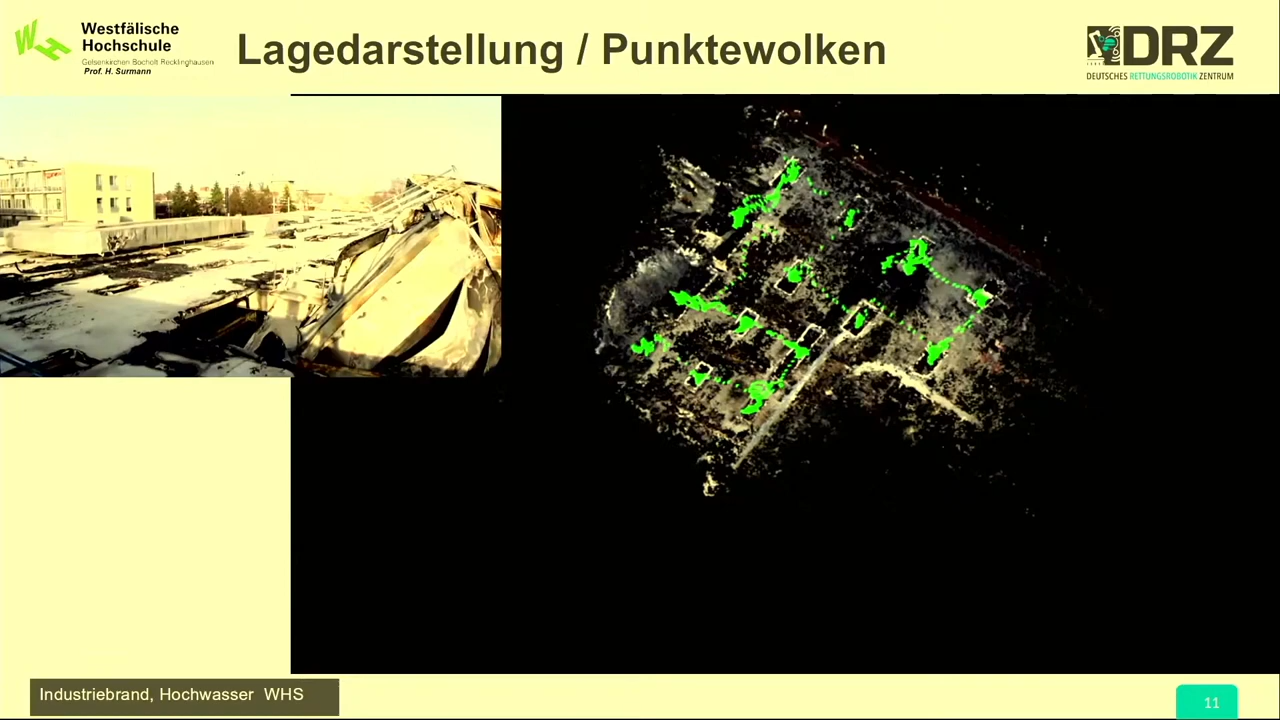 Westfälische
Hochschule
Gelsenkirchen Bocholt Recklinghausen
Prof. H. Surmann
Lagedarstellung / Punktewolken
DRZ
DEUTSCHES RETTUNGSROBOTIK ZENTRUM
Industriebrand, Hochwasser WHS
11